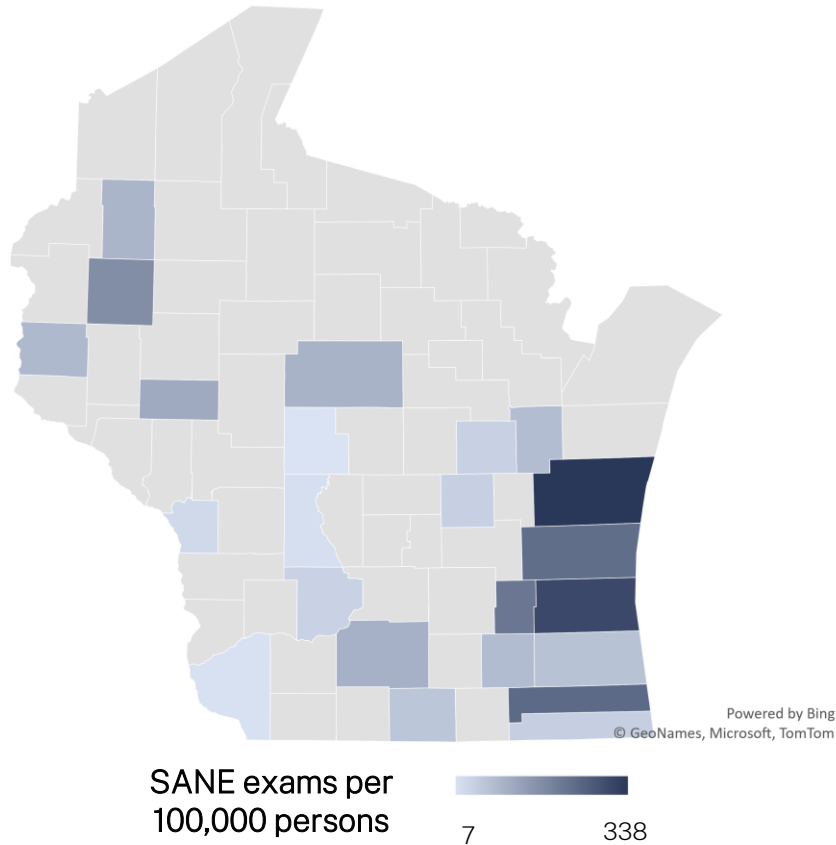 Powered by Bing
© GeoNames, Microsoft, TomTom
SANE exams per
100,000 persons
7
338